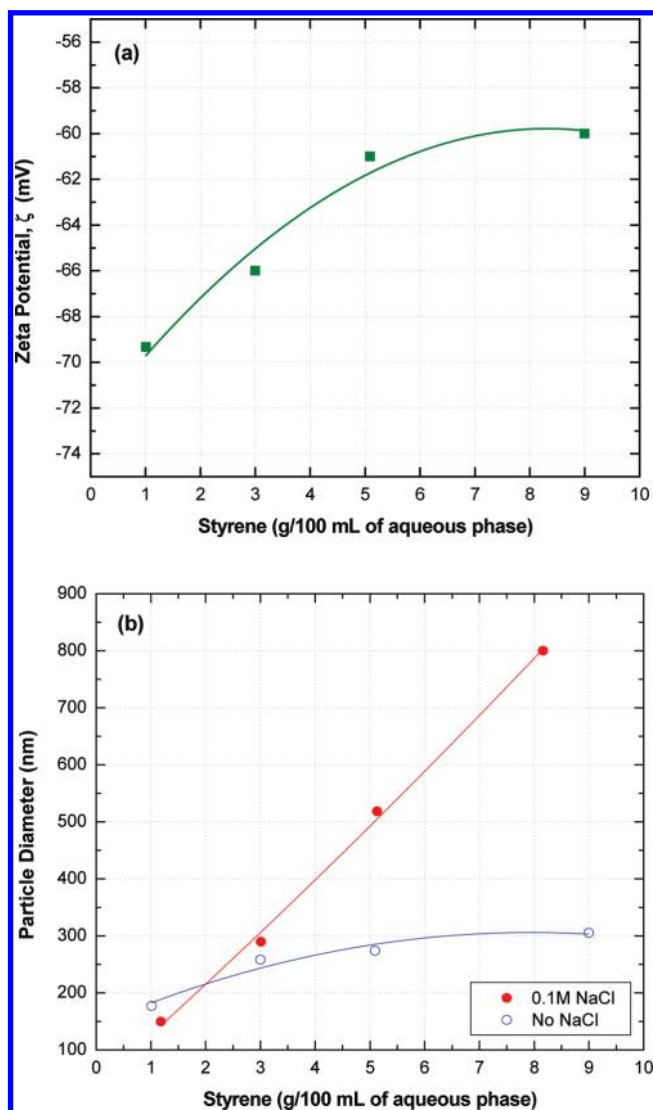 (a)
-56
-58
-60
-62
-64
-66
-68
-70
-72
-74
Zeta Potential, ζ (mV)
0 1 2 3 4 5 6 7 8 9 10
Styrene (g/100 mL of aqueous phase)
(b)
900
800
700
600
500
400
300
200
100
Particle Diameter (nm)
0.1M NaCl
No NaCl
0 1 2 3 4 5 6 7 8 9 10
Styrene (g/100 mL of aqueous phase)